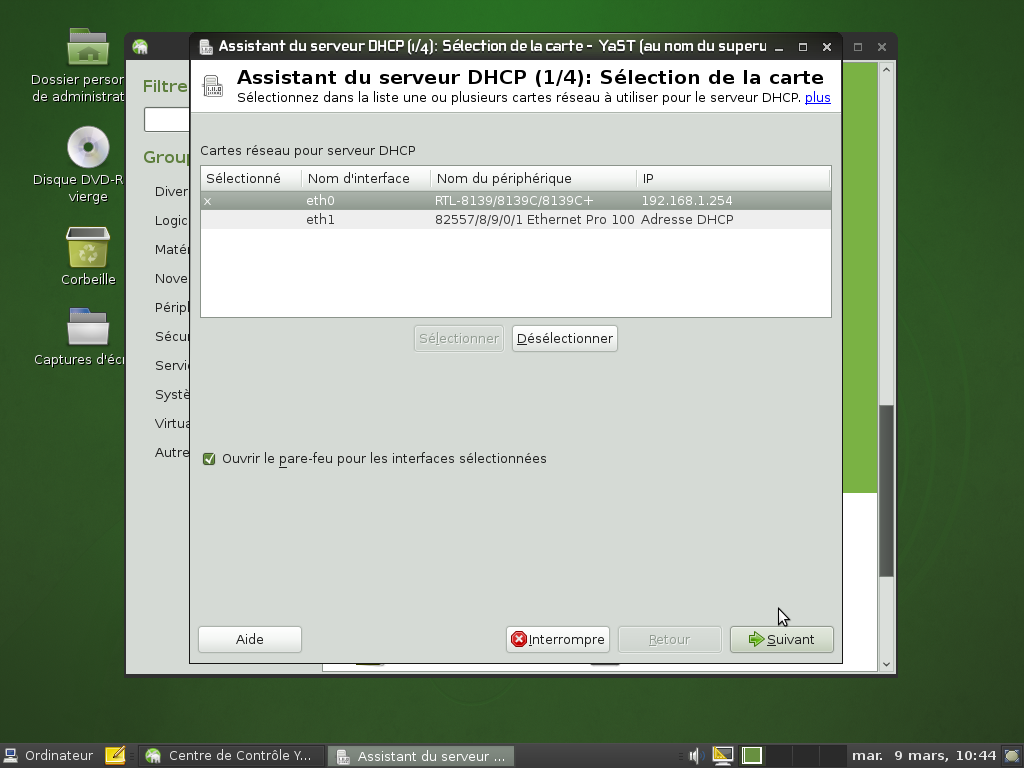 Dossier person
de administrat
Disque DVD-R
vierge
Corbeille
Captures d'écr
Assistant du serveur DHCP (1/4): Sélection de la carte - YaST (au nom du superu
Assistant du serveur DHCP (1/4): Sélection de la carte
Sélectionnez dans la liste une ou plusieurs cartes réseau à utiliser pour le serveur DHCP. plus
Filtre
Group
Diver
Logic
Matér
Nove
Périph
Sécur
Servic
Systè
Virtua
Autre
Cartes réseau pour serveur DHCP
Sélectionné Nom d'interface Nom du périphérique IP
x eth0 RTL-8139/8139C/8139C+ 192.168.1.254
eth1 82557/8/9/0/1 Ethernet Pro 100 Adresse DHCP
Sélectionner Désélectionner
Ouvrir le pare-feu pour les interfaces sélectionnées
Aide Interrompre Retour Suivant
Ordinateur Centre de Contrôle Y... Assistant du serveur ... mar. 9 mars, 10:44